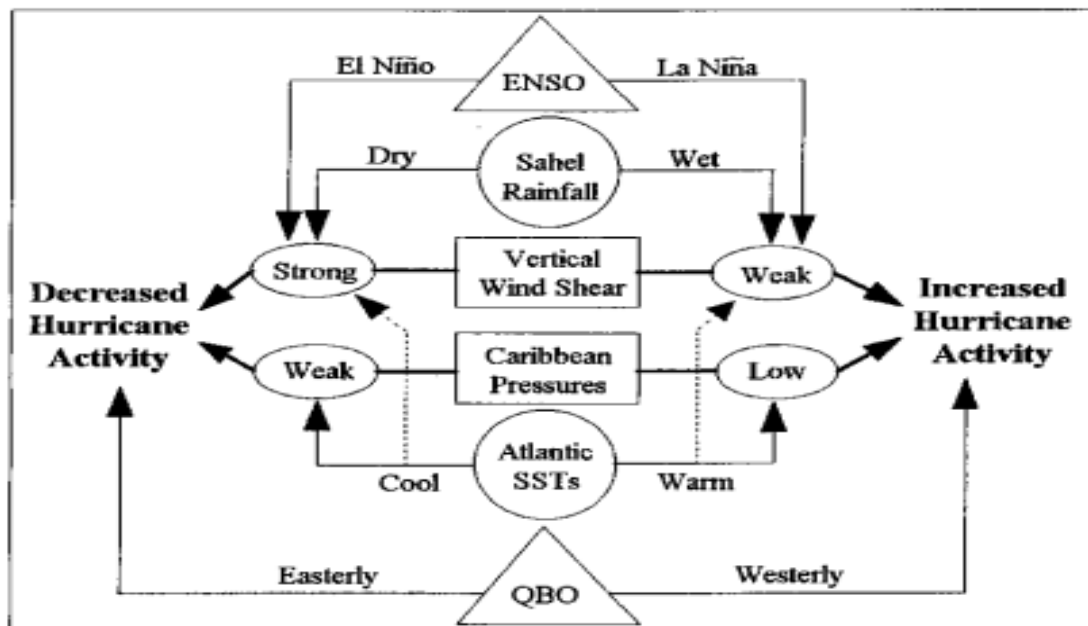 El Niño
ENSO
La Niña
Dry
Sahel
Rainfall
Wet
Strong
Vertical
Wind Shear
Weak
Decreased
Hurricane
Activity
Increased
Hurricane
Activity
Weak
Caribbean
Pressures
Low
Cool
Atlantic
SSTs
Warm
Easterly
QBO
Westerly